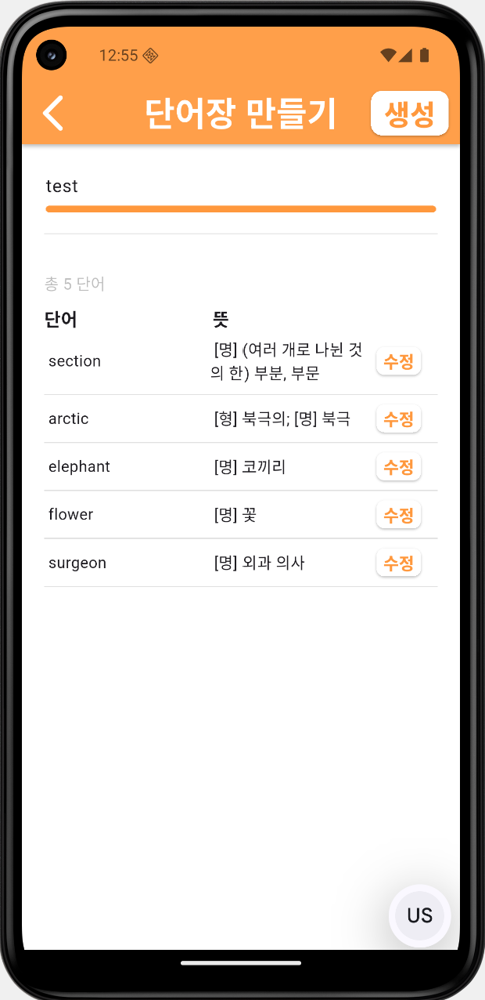 12:55
단어장 만들기 생성
test
총 5 단어
단어 뜻
section [명] (여러 개로 나뉜 것의 한) 부분, 부문 수정
arctic [형] 북극의; [명] 북극 수정
elephant [명] 코끼리 수정
flower [명] 꽃 수정
surgeon [명] 외과 의사 수정
US